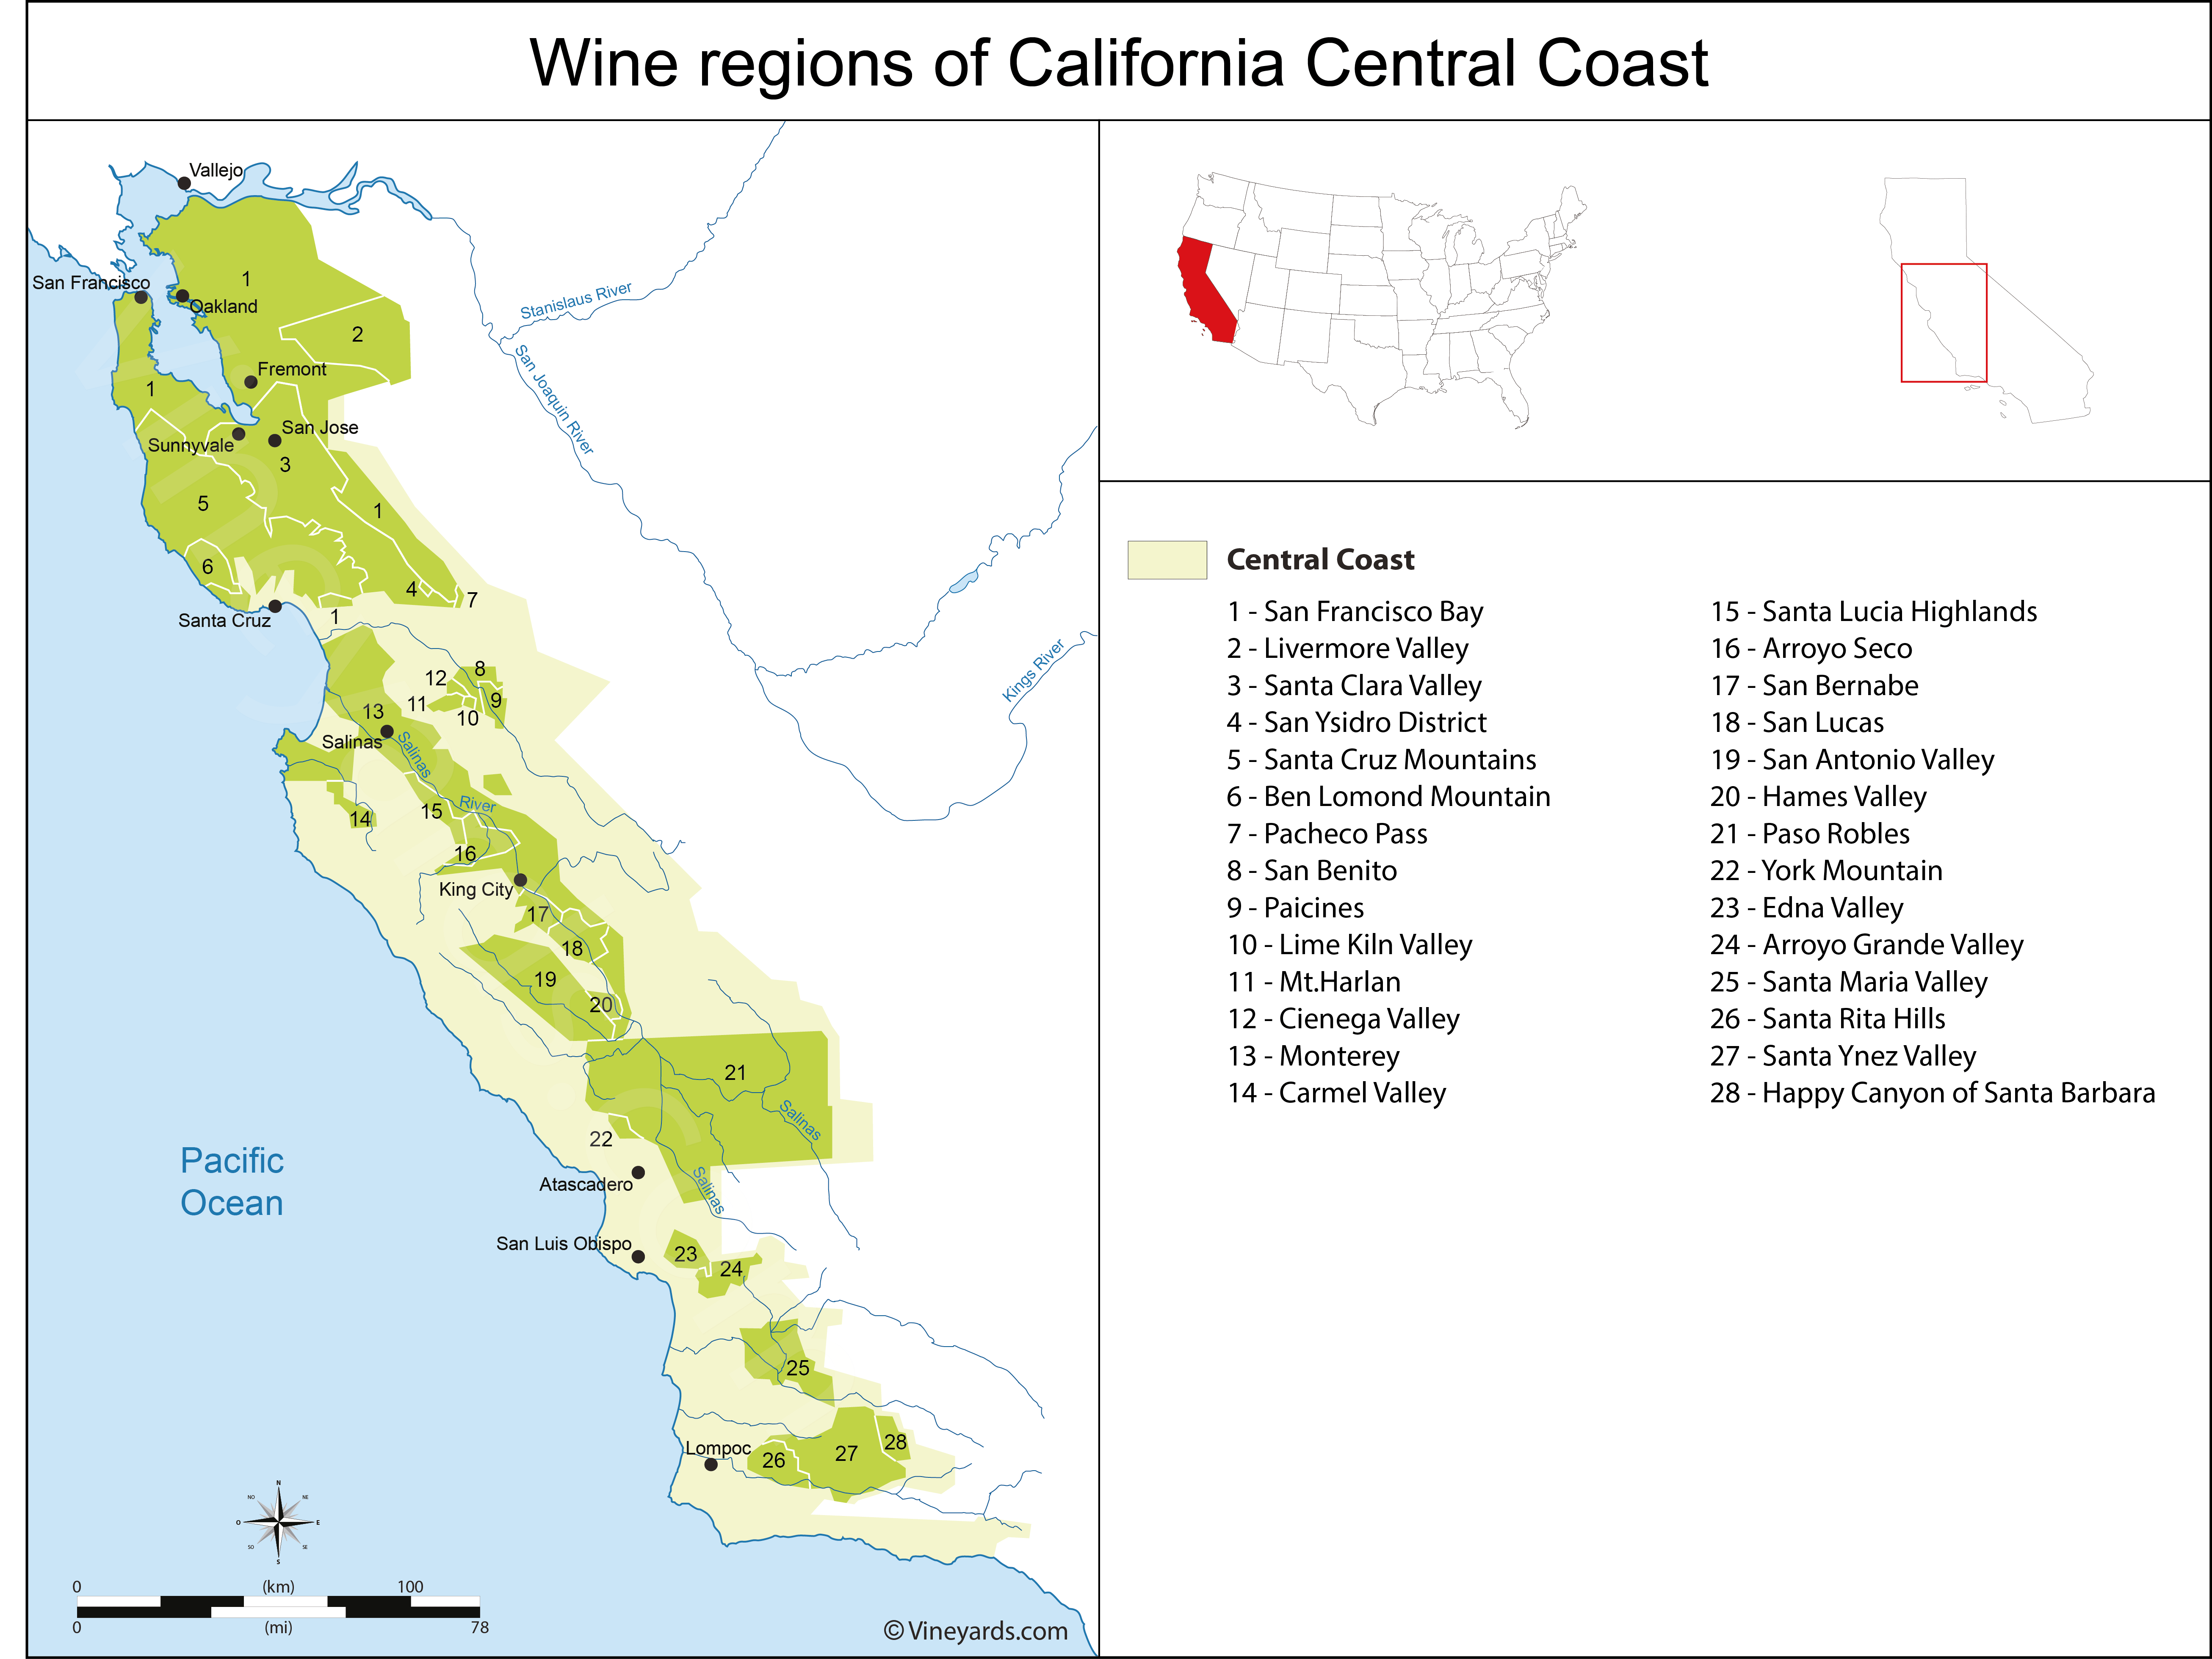 Wine regions of California Central Coast
Vallejo
San Francisco
1
Oakland
2
Stanislaus River
San Joaquin River
Fremont
1
Sunnyvale
San Jose
3
5
1
6
4
7
Santa Cruz
1
Kings River
8
12
9
11
10
13
Salinas
Salinas
River
15
14
16
King City
17
18
19
20
21
Salinas
22
Atascadero
Salinas
San Luis Obispo
23
24
25
Lompoc
26
27
28
Pacific
Ocean
N
NO
NE
O
E
SO
SE
S
0
(km)
100
0
(mi)
78
© Vineyards.com
Central Coast
1 - San Francisco Bay
2 - Livermore Valley
3 - Santa Clara Valley
4 - San Ysidro District
5 - Santa Cruz Mountains
6 - Ben Lomond Mountain
7 - Pacheco Pass
8 - San Benito
9 - Paicines
10 - Lime Kiln Valley
11 - Mt.Harlan
12 - Cienega Valley
13 - Monterey
14 - Carmel Valley
15 - Santa Lucia Highlands
16 - Arroyo Seco
17 - San Bernabe
18 - San Lucas
19 - San Antonio Valley
20 - Hames Valley
21 - Paso Robles
22 - York Mountain
23 - Edna Valley
24 - Arroyo Grande Valley
25 - Santa Maria Valley
26 - Santa Rita Hills
27 - Santa Ynez Valley
28 - Happy Canyon of Santa Barbara